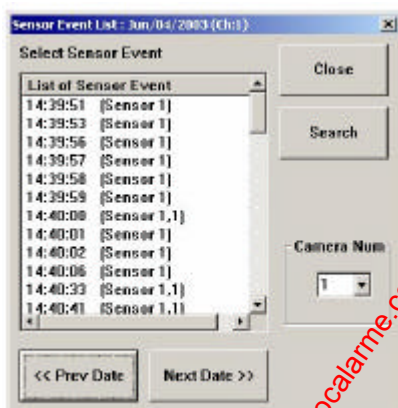 Sensor Event List : Jun/04/2003 (Ch:1)
Select Sensor Event
List of Sensor Event
14:39:51 (Sensor 1)
14:39:53 (Sensor 1)
14:39:56 (Sensor 1)
14:39:57 (Sensor 1)
14:39:58 (Sensor 1)
14:39:59 (Sensor 1)
14:40:00 (Sensor 1,1)
14:40:01 (Sensor 1)
14:40:02 (Sensor 1)
14:40:06 (Sensor 1)
14:40:33 (Sensor 1,1)
14:40:41 (Sensor 1,1)
Close
Search
Camera Num
1
<< Prev Date
Next Date >>
ocalarme.c